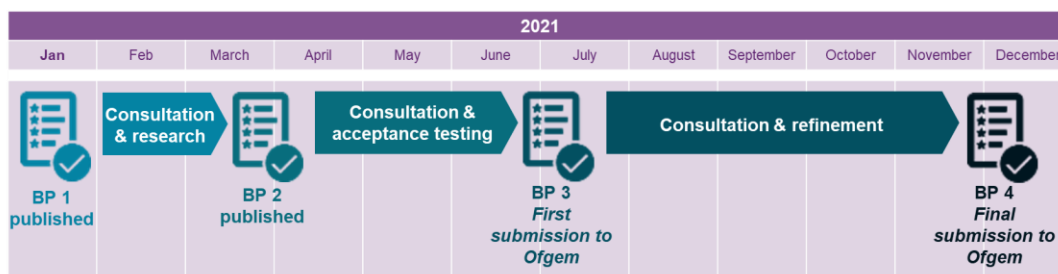 2021
Jan Feb March April May June July August September October November December
Consultation
& research
Consultation &
acceptance testing
Consultation & refinement
BP 1
published
BP 2
published
BP 3
First
submission to
Ofgem
BP 4
Final
submission to
Ofgem